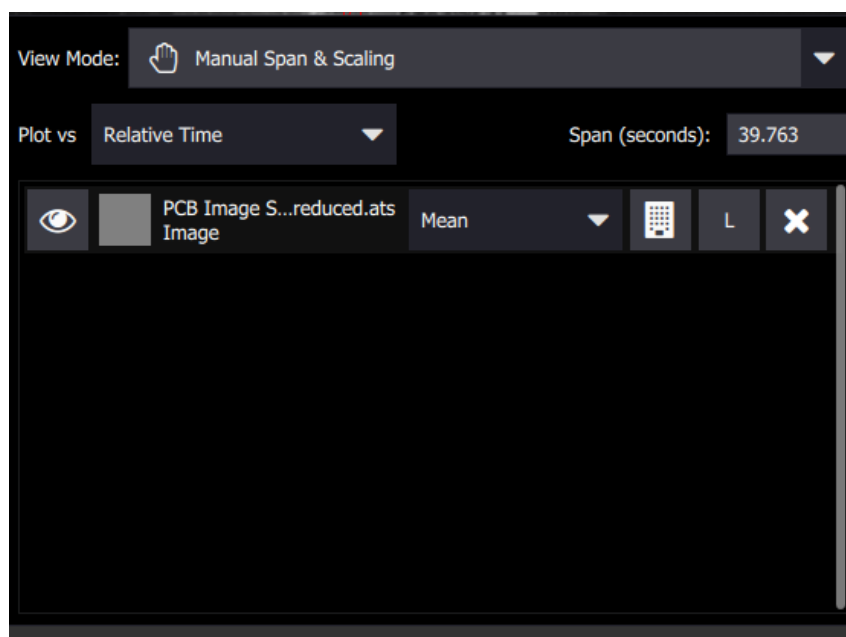 View Mode: Manual Span & Scaling
Plot vs Relative Time Span (seconds): 39.763
PCB Image S...reduced.ats Mean L
Image